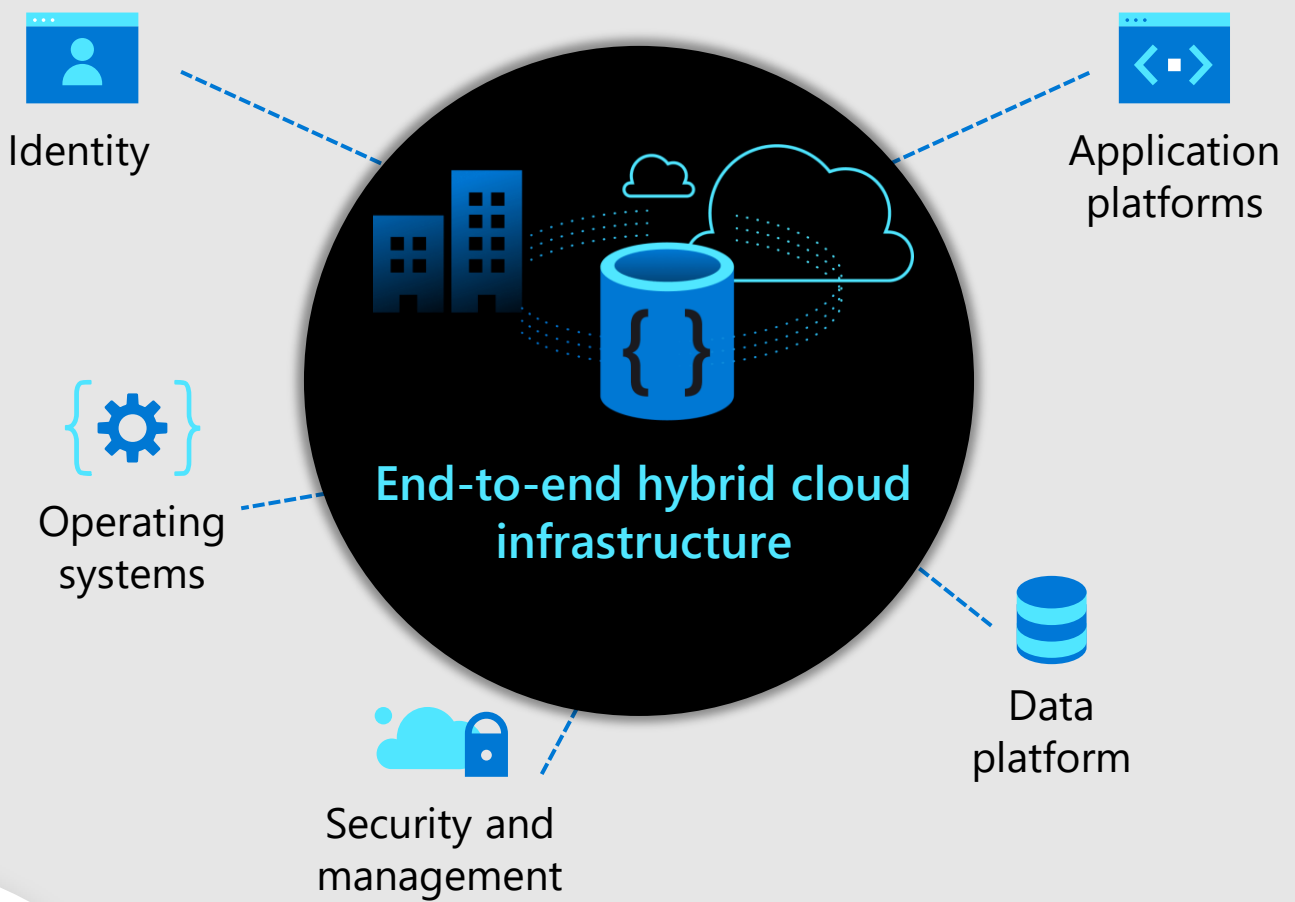 Identity
Application
platforms
{ }
End-to-end hybrid cloud
infrastructure
Operating
systems
Data
platform
Security and
management